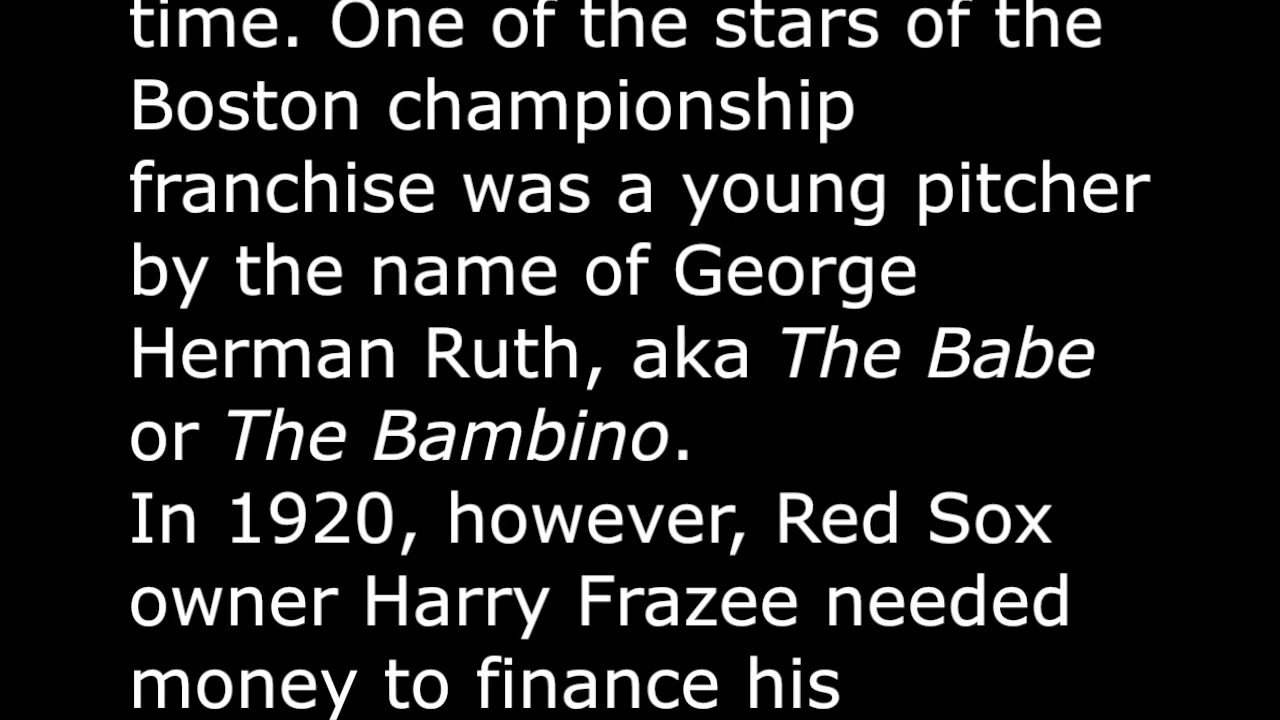 time. One of the stars of the
Boston championship
franchise was a young pitcher
by the name of George
Herman Ruth, aka The Babe
or The Bambino.
In 1920, however, Red Sox
owner Harry Frazee needed
money to finance his